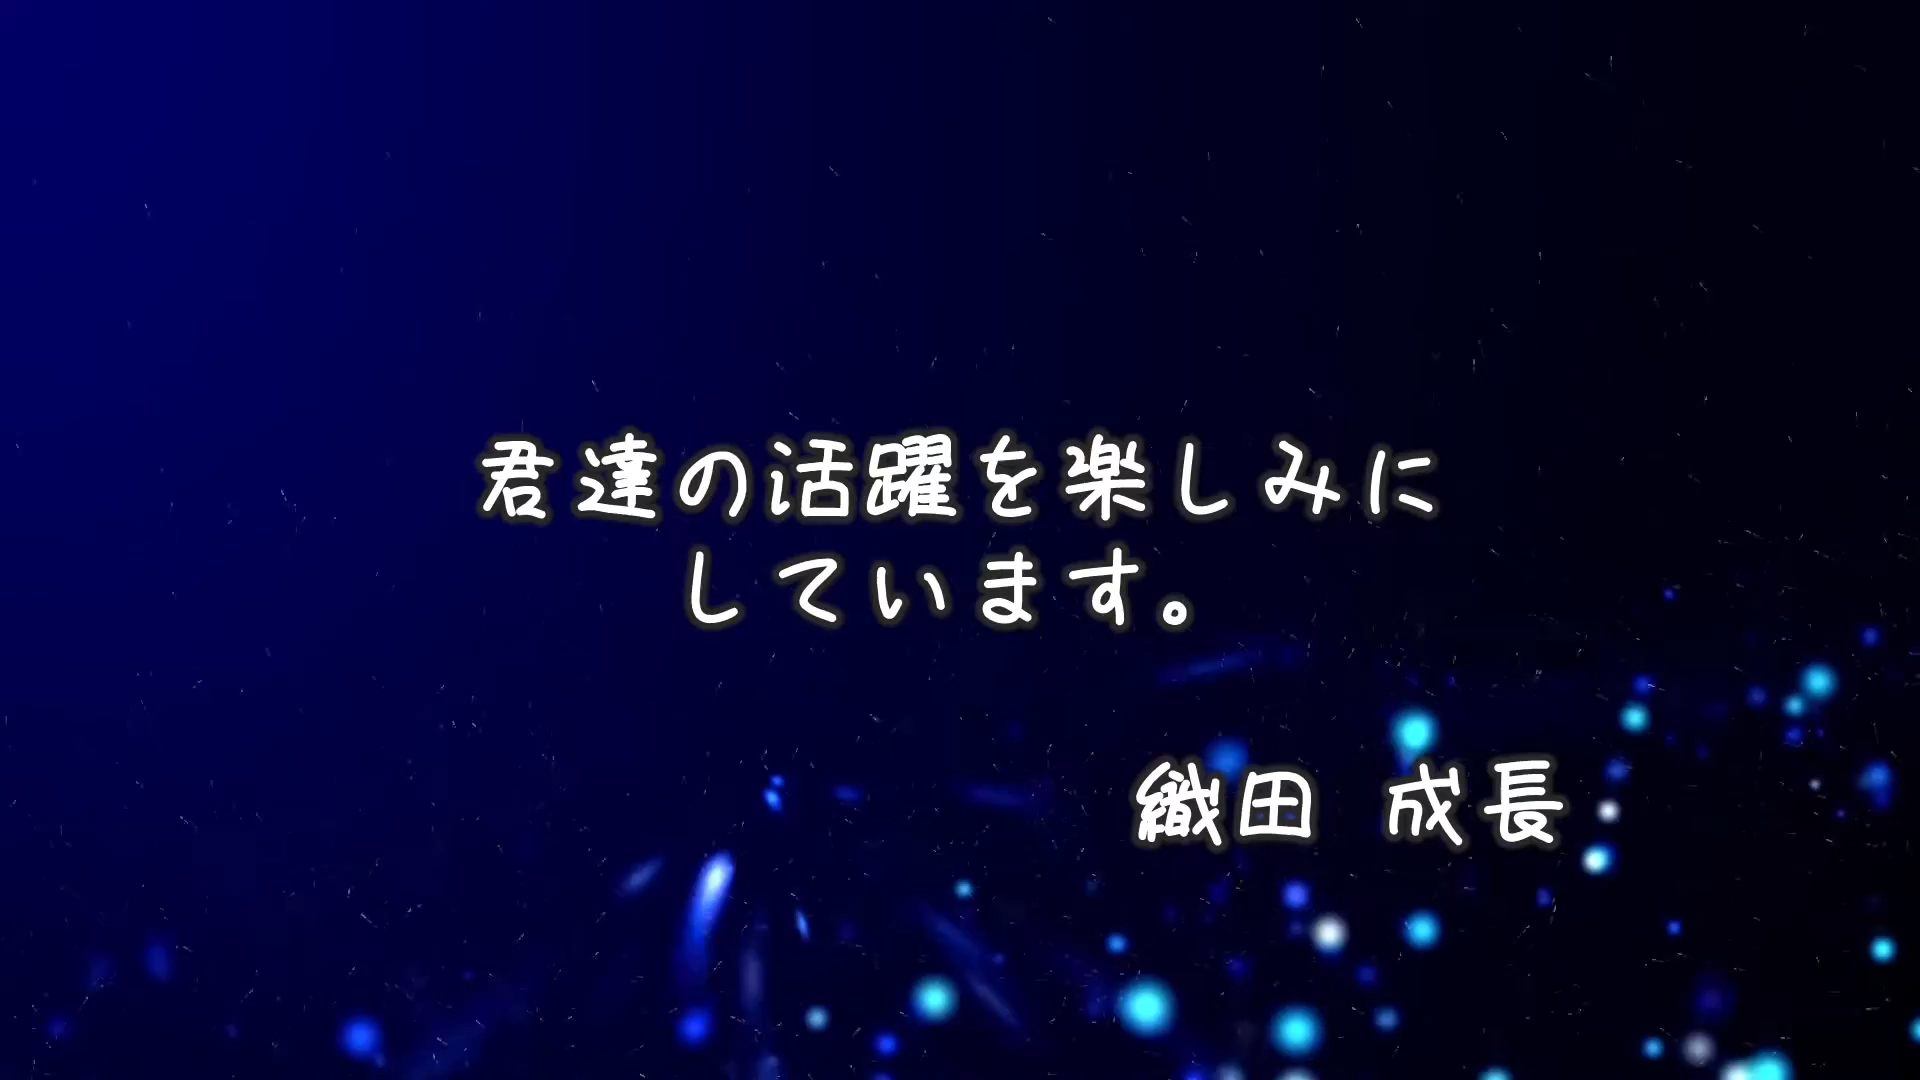 君達の活躍を楽しみに
しています。
織田 成長